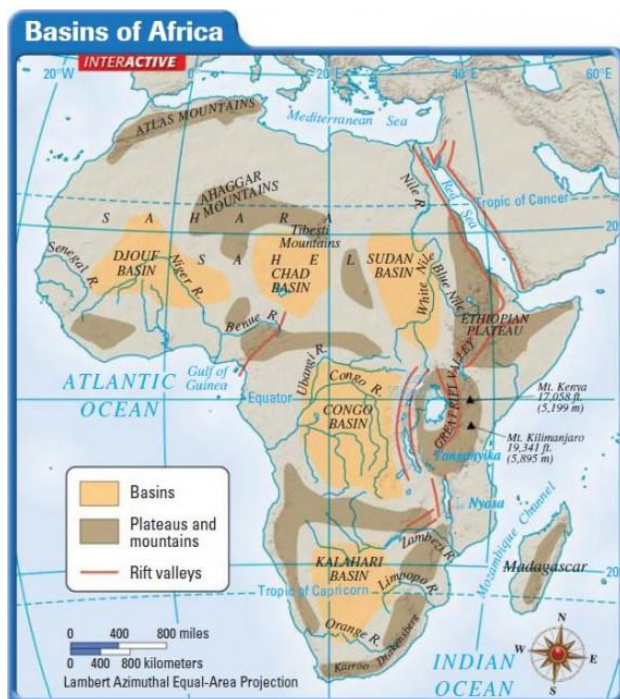 Basins of Africa
INTERACTIVE
20°W
0°
20°E
40°E
60°E
ATLAS MOUNTAINS
Mediterranean Sea
AHAGGAR
MOUNTAINS
Nile R.
Red Sea
Tropic of Cancer
S A H A R A
Tibesti
Mountains
20°
Senegal R.
DJOUF
BASIN
Niger R.
S A H E L
CHAD
BASIN
SUDAN
BASIN
White Nile
Blue Nile
ETHIOPIAN
PLATEAU
Benue R.
Gulf of
Guinea
Ubangi R.
Congo R.
GREAT RIFT VALLEY
ATLANTIC
OCEAN
Equator
CONGO
BASIN
Mt. Kenya
17,058 ft.
(5,199 m)
Mt. Kilimanjaro
19,341 ft.
(5,895 m)
Tanganyika
Nyasa
Basins
Plateaus and
mountains
Rift valleys
Mozambique Channel
Madagascar
Lambezi R.
KALAHARI
BASIN
Limpopo R.
Tropic of Capricorn
20°
Orange R.
Drakensberg
Karroo
0 400 800 miles
0 400 800 kilometers
Lambert Azimuthal Equal-Area Projection
INDIAN
OCEAN
N
W
E
S